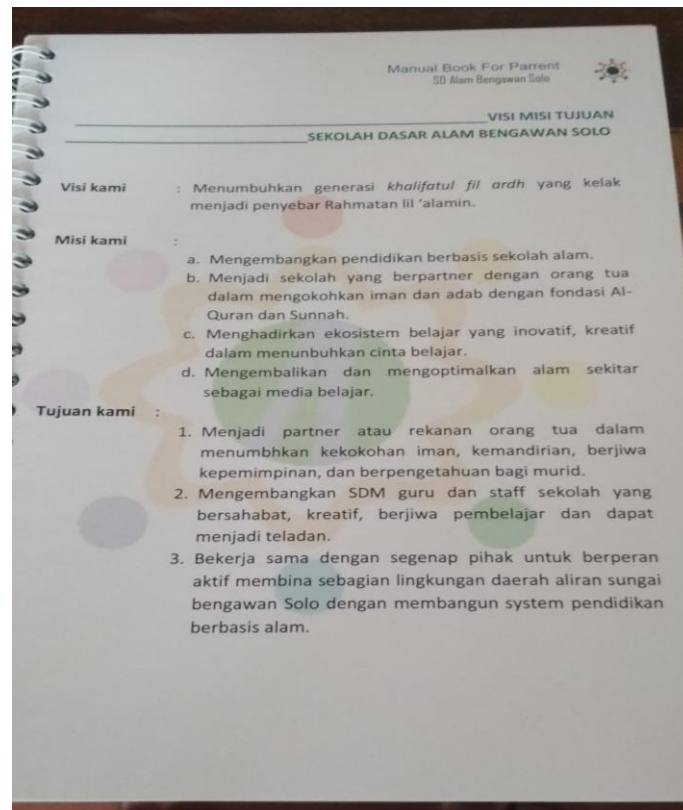 Manual Book For Parrent
SD Alam Bengawan Solo
VISI MISI TUJUAN
SEKOLAH DASAR ALAM BENGAWAN SOLO
Visi kami : Menumbuhkan generasi khalifatul fil ardh yang kelak
menjadi penyebar Rahmatan lil 'alamin.
Misi kami :
a. Mengembangkan pendidikan berbasis sekolah alam.
b. Menjadi sekolah yang berpartner dengan orang tua
dalam mengokohkan iman dan adab dengan fondasi Al-
Quran dan Sunnah.
c. Menghadirkan ekosistem belajar yang inovatif, kreatif
dalam menunbuhkan cinta belajar.
d. Mengembalikan dan mengoptimalkan alam sekitar
sebagai media belajar.
Tujuan kami :
1. Menjadi partner atau rekanan orang tua dalam
menumbhkan kekokohan iman, kemandirian, berjiwa
kepemimpinan, dan berpengetahuan bagi murid.
2. Mengembangkan SDM guru dan staff sekolah yang
bersahabat, kreatif, berjiwa pembelajar dan dapat
menjadi teladan.
3. Bekerja sama dengan segenap pihak untuk berperan
aktif membina sebagian lingkungan daerah aliran sungai
bengawan Solo dengan membangun system pendidikan
berbasis alam.